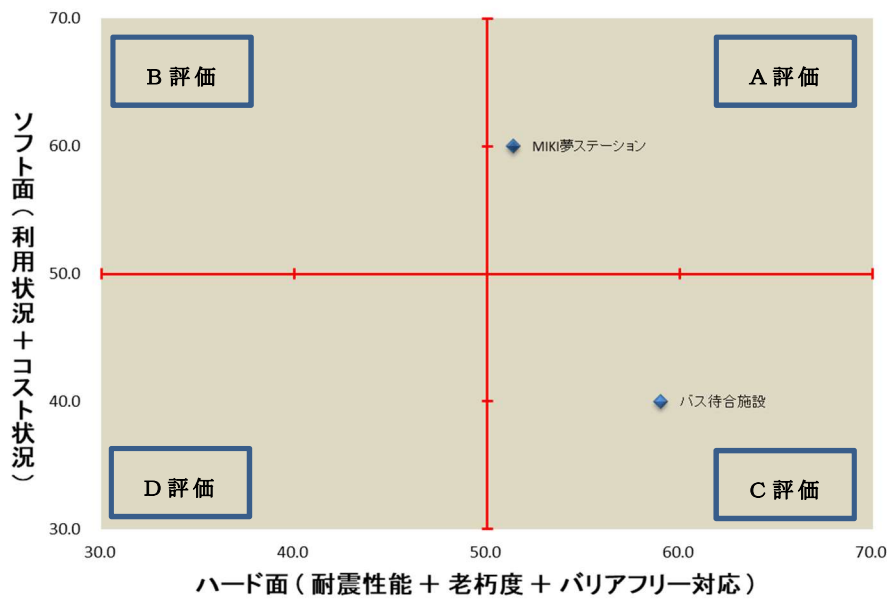 70.0
B評価
A評価
60.0
MIKI夢ステーション
ソフト面(利用状況+コスト状況)
50.0
40.0
バス待合施設
D評価
C評価
30.0
30.0 40.0 50.0 60.0 70.0
ハード面(耐震性能 + 老朽度 + バリアフリー対応)